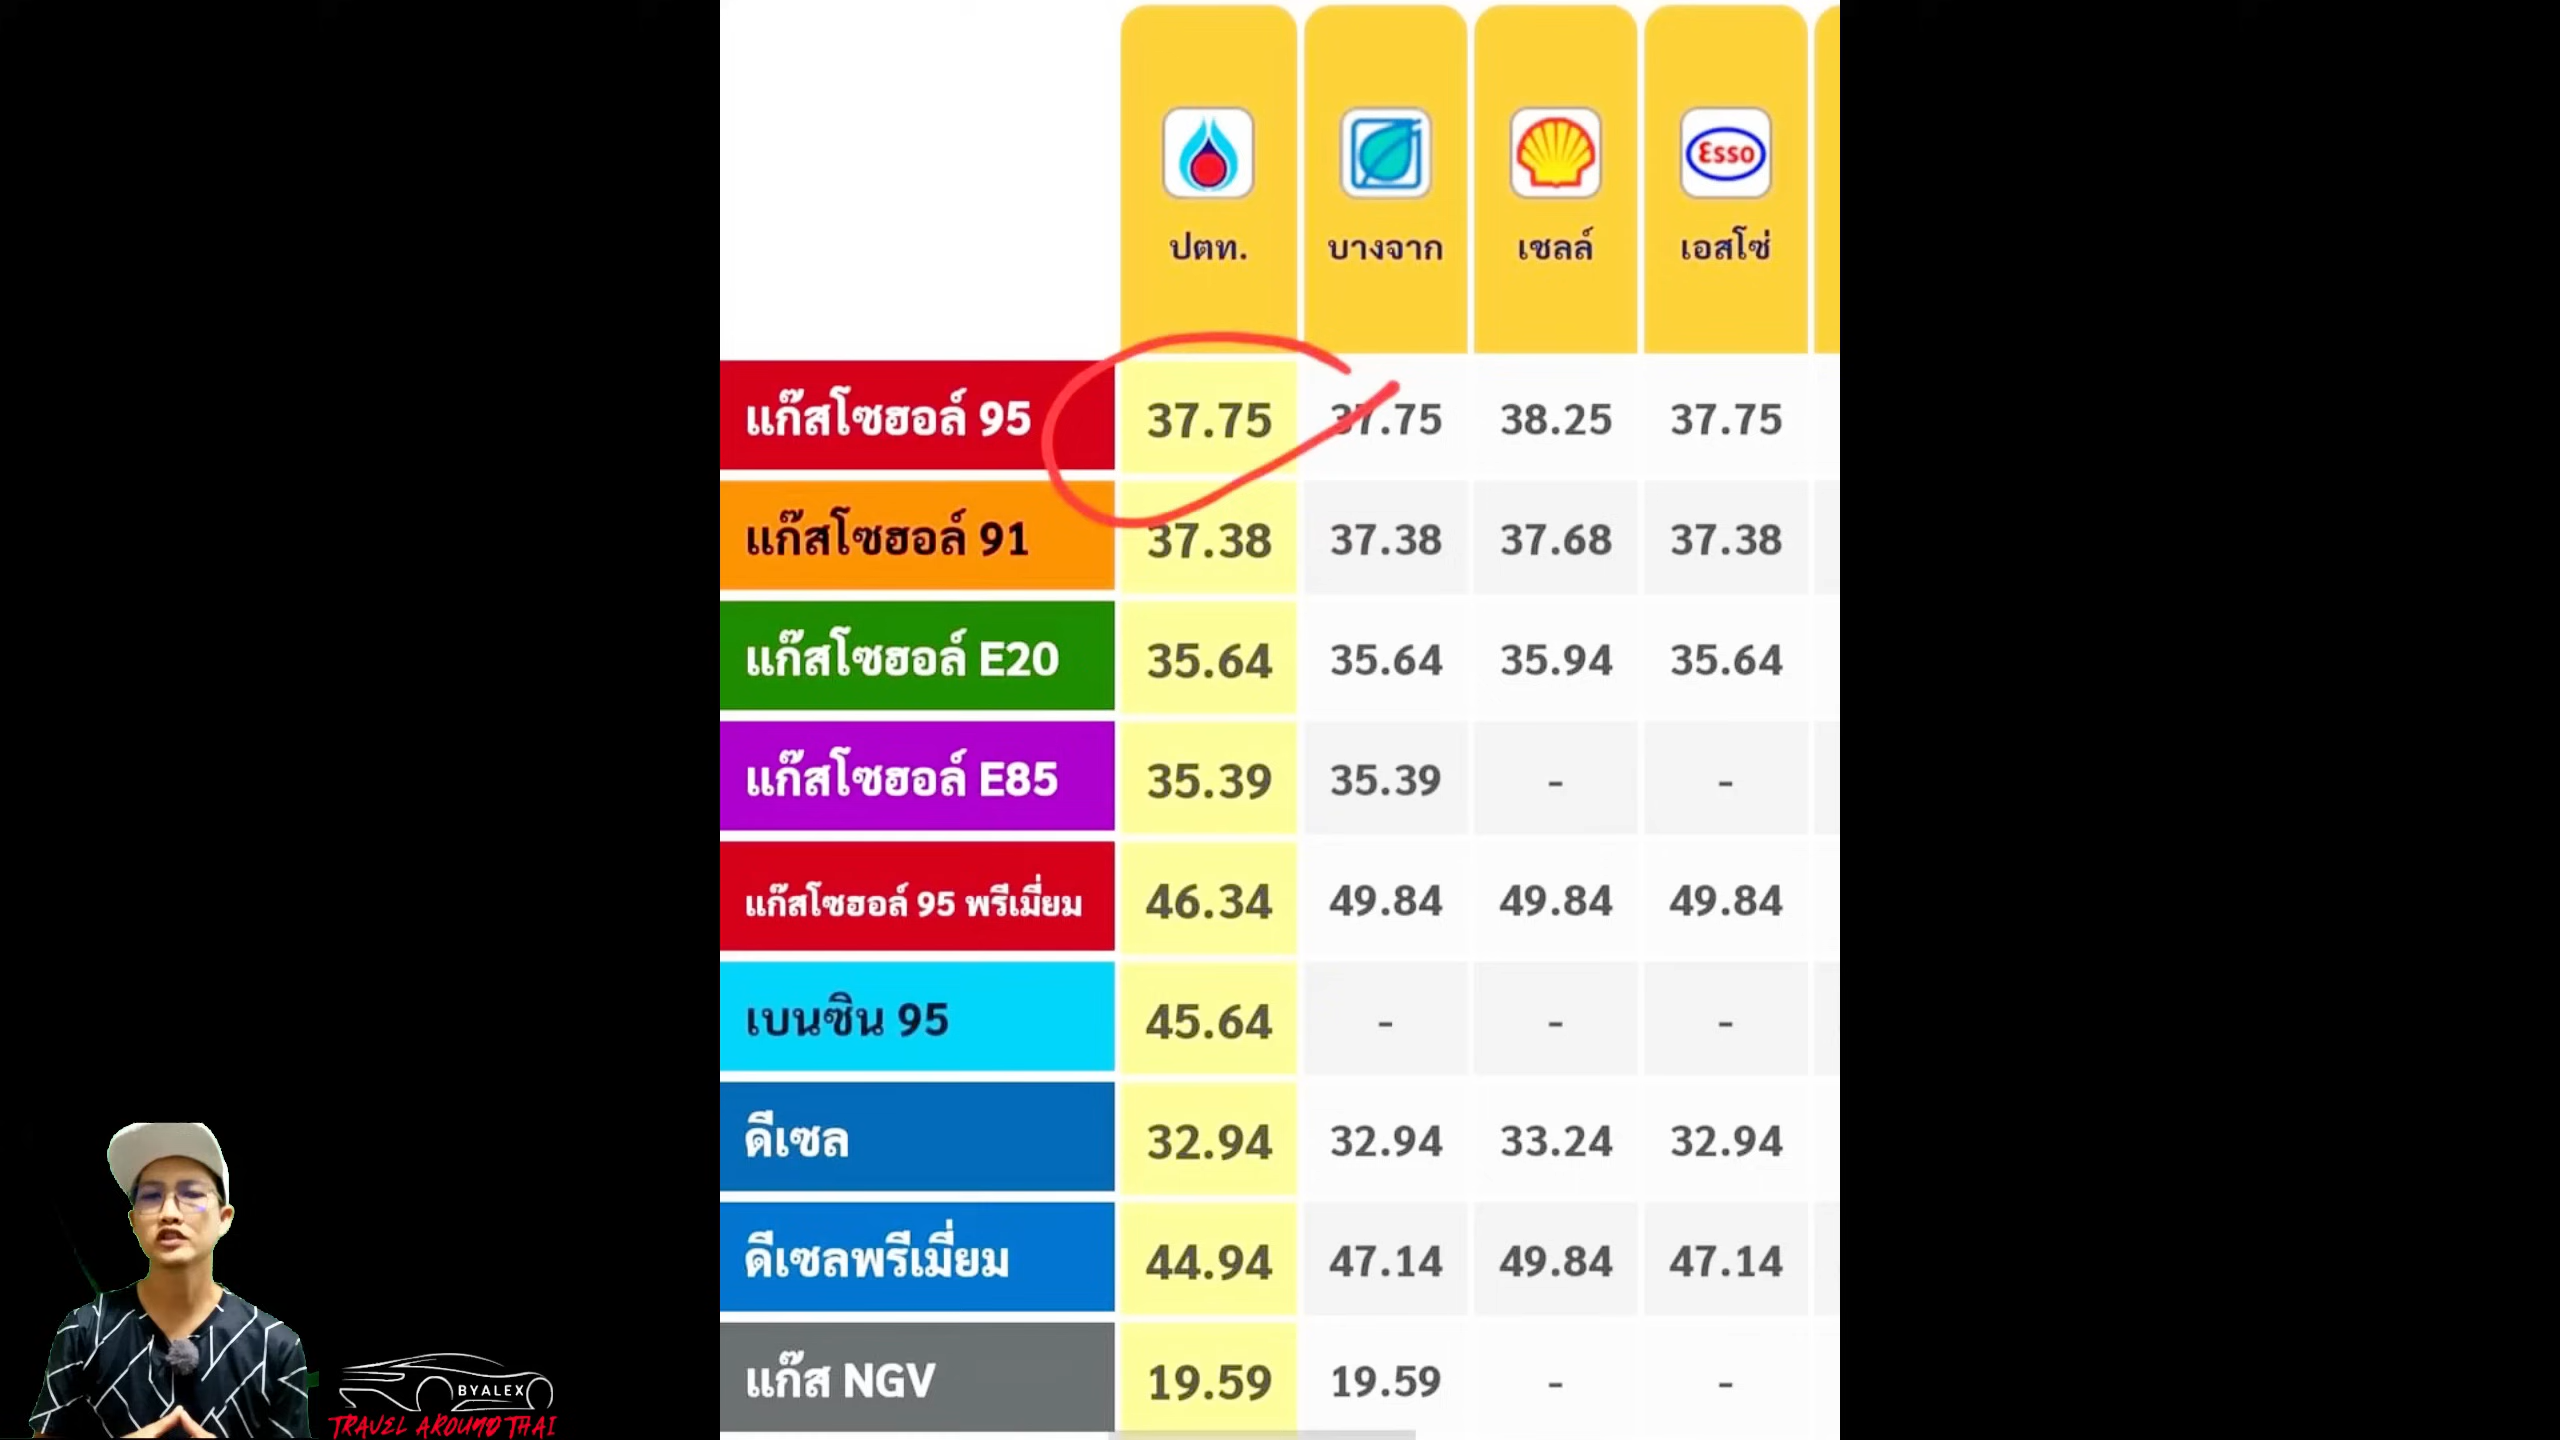 Esso
ปตท. บางจาก เชลล์ เอสโซ่
แก๊สโซฮอล์ 95 37.75 37.75 38.25 37.75
แก๊สโซฮอล์ 91 37.38 37.38 37.68 37.38
แก๊สโซฮอล์ E20 35.64 35.64 35.94 35.64
แก๊สโซฮอล์ E85 35.39 35.39 - -
แก๊สโซฮอล์ 95 พรีเมี่ยม 46.34 49.84 49.84 49.84
เบนซิน 95 45.64 - - -
ดีเซล 32.94 32.94 33.24 32.94
ดีเซลพรีเมี่ยม 44.94 47.14 49.84 47.14
แก๊ส NGV 19.59 19.59 - -
BYALEX
TRAVEL AROUND THAI